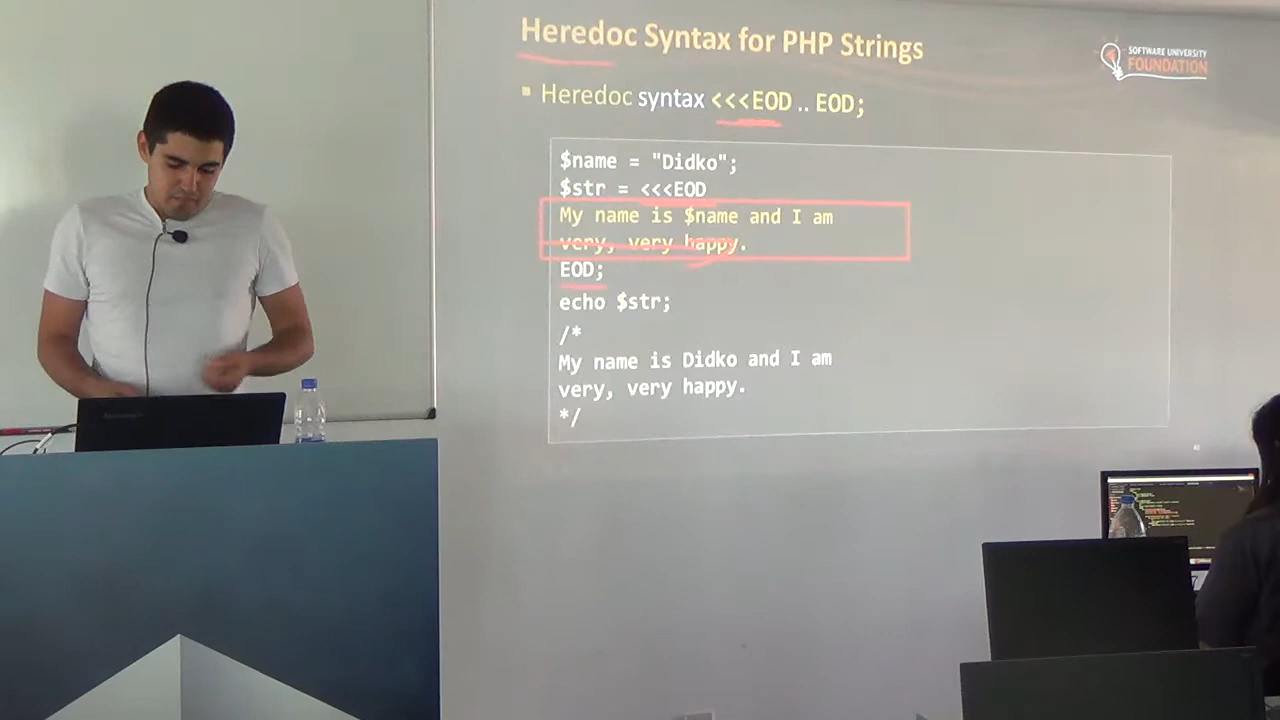 Heredoc Syntax for PHP Strings
SOFTWARE UNIVERSITY
FOUNDATION
Heredoc syntax <<<EOD .. EOD;
$name = "Didko";
$str = <<<EOD
My name is $name and I am
very, very happy.
EOD;
echo $str;
/*
My name is Didko and I am
very, very happy.
*/